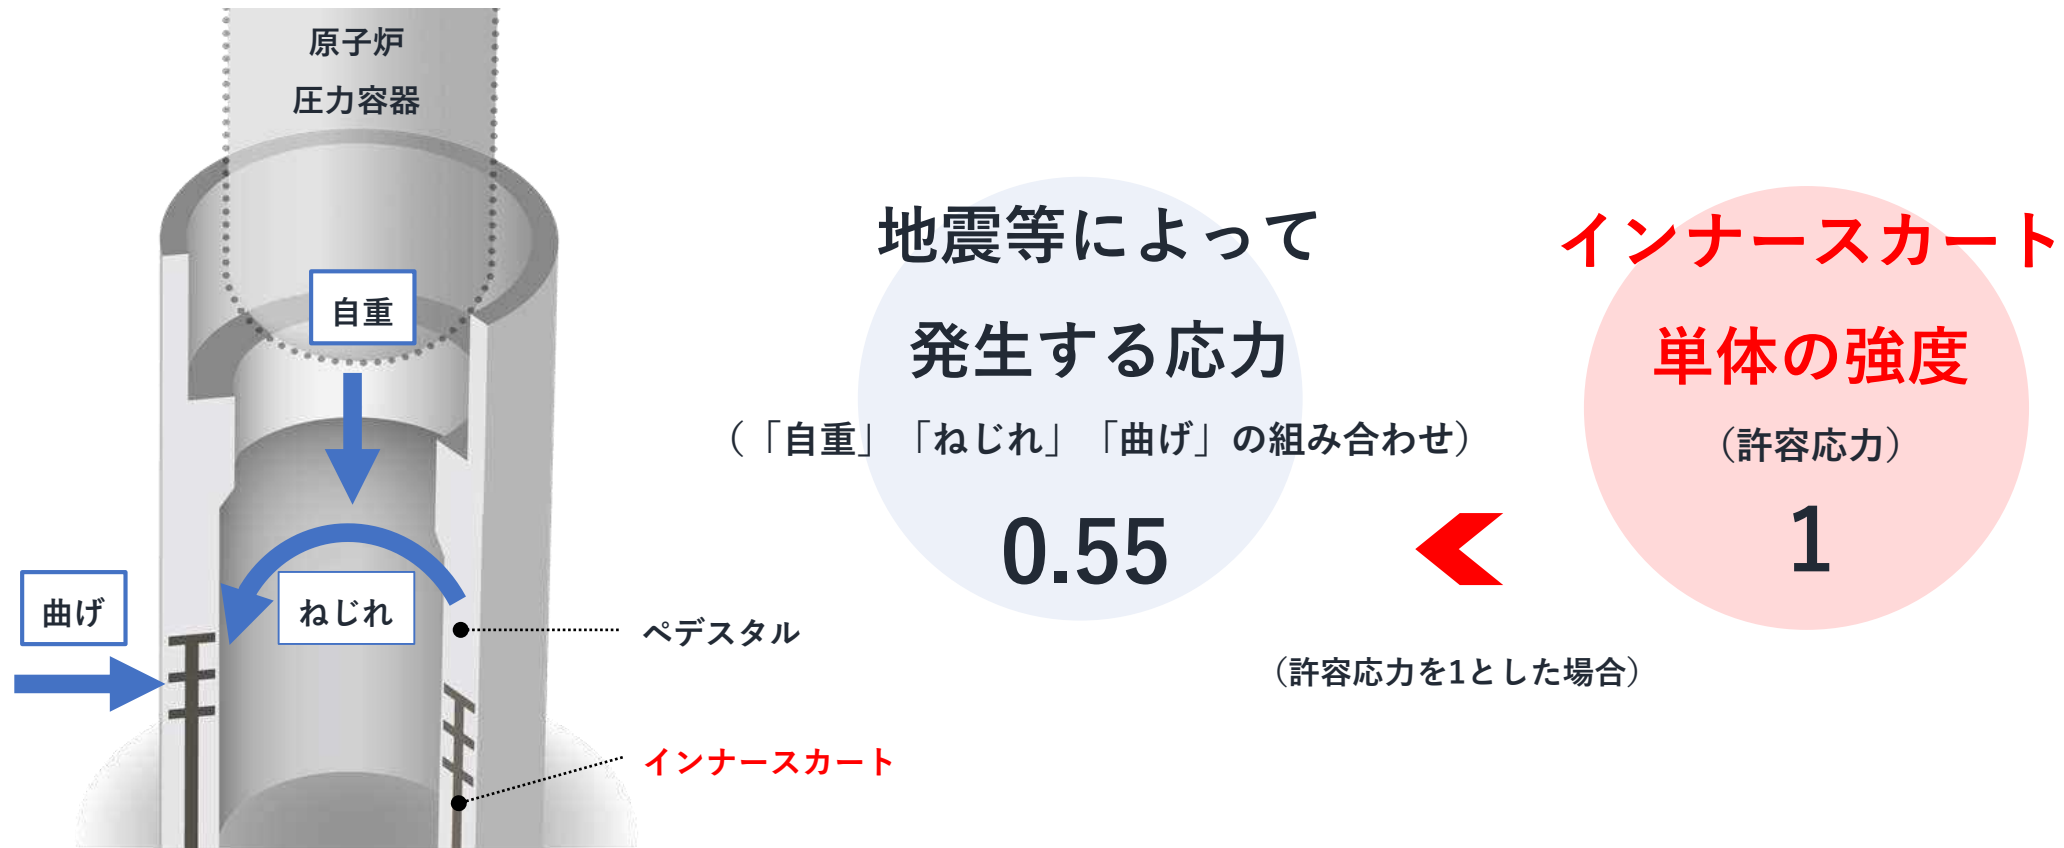 原子炉
圧力容器
自重
曲げ
ねじれ
ペデスタル
インナースカート
地震等によって
発生する応力
（「自重」「ねじれ」「曲げ」の組み合わせ）
0.55
インナースカート
単体の強度
（許容応力）
1
（許容応力を1とした場合）